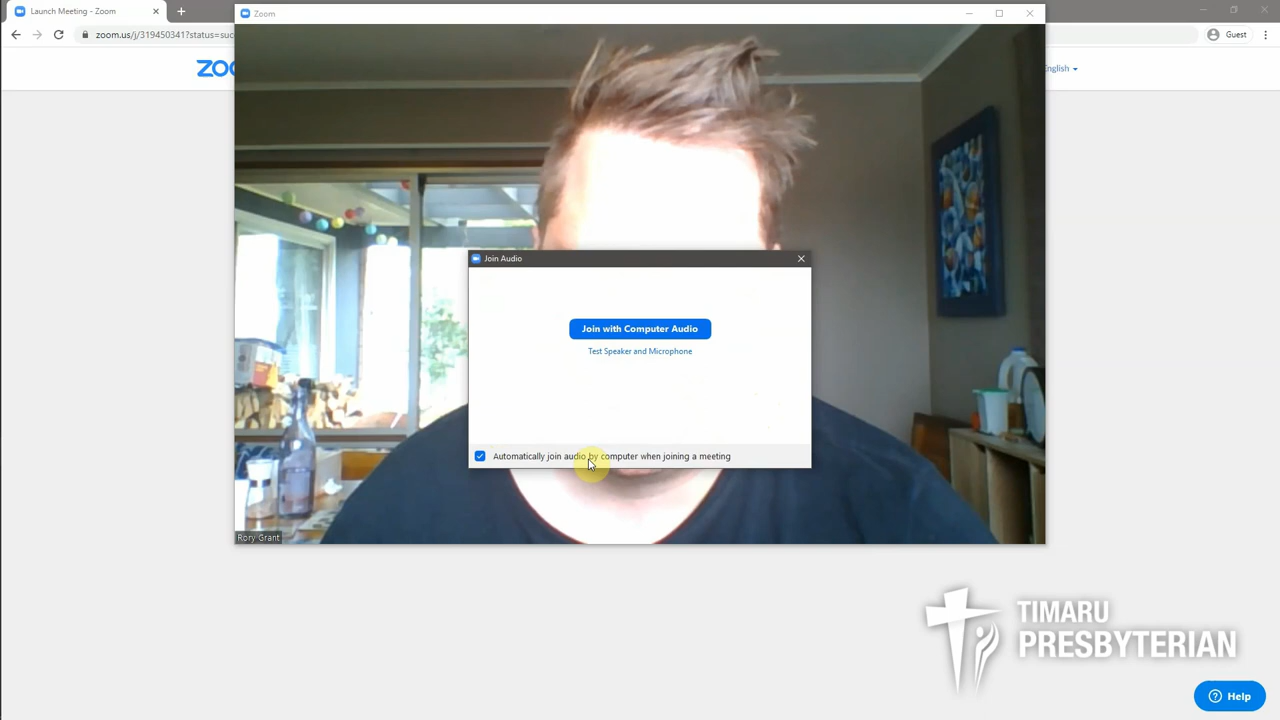 Launch Meeting - Zoom
Zoom
zoom.us/j/319450341?status=suc
Guest
English
Join Audio
Join with Computer Audio
Test Speaker and Microphone
Automatically join audio by computer when joining a meeting
Rory Grant
TIMARU
PRESBYTERIAN
Help